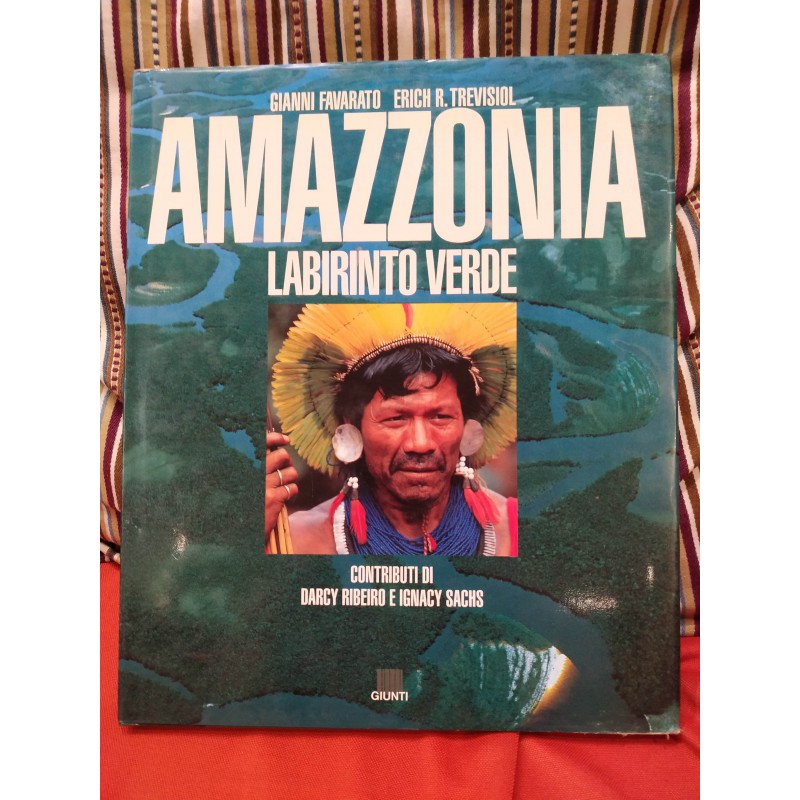 GIANNI FAVARATO ERICH R. TREVISIOL
AMAZZONIA
LABIRINTO VERDE
CONTRIBUTI DI
DARCY RIBEIRO E IGNACY SACHS
GIUNTI